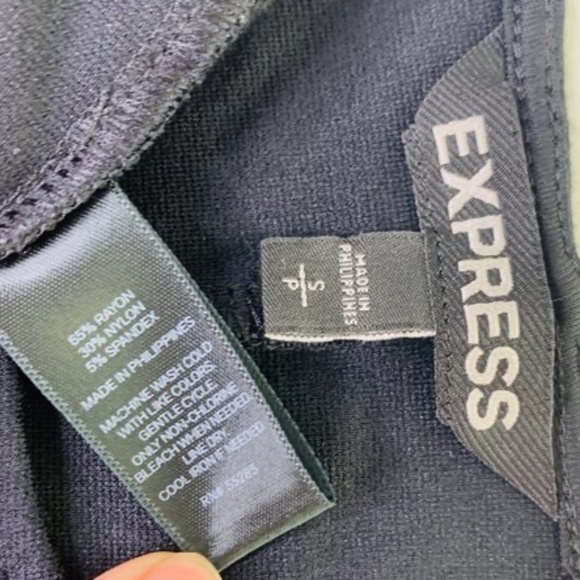 EXPRESS
MADE IN
PHILIPPINES
S
P
65% RAYON
30% NYLON
5% SPANDEX
MADE IN PHILIPPINES
MACHINE WASH COLD
WITH LIKE COLORS.
GENTLE CYCLE.
ONLY NON-CHLORINE
BLEACH WHEN NEEDED.
LINE DRY.
COOL IRON IF NEEDED.
RN# 55285